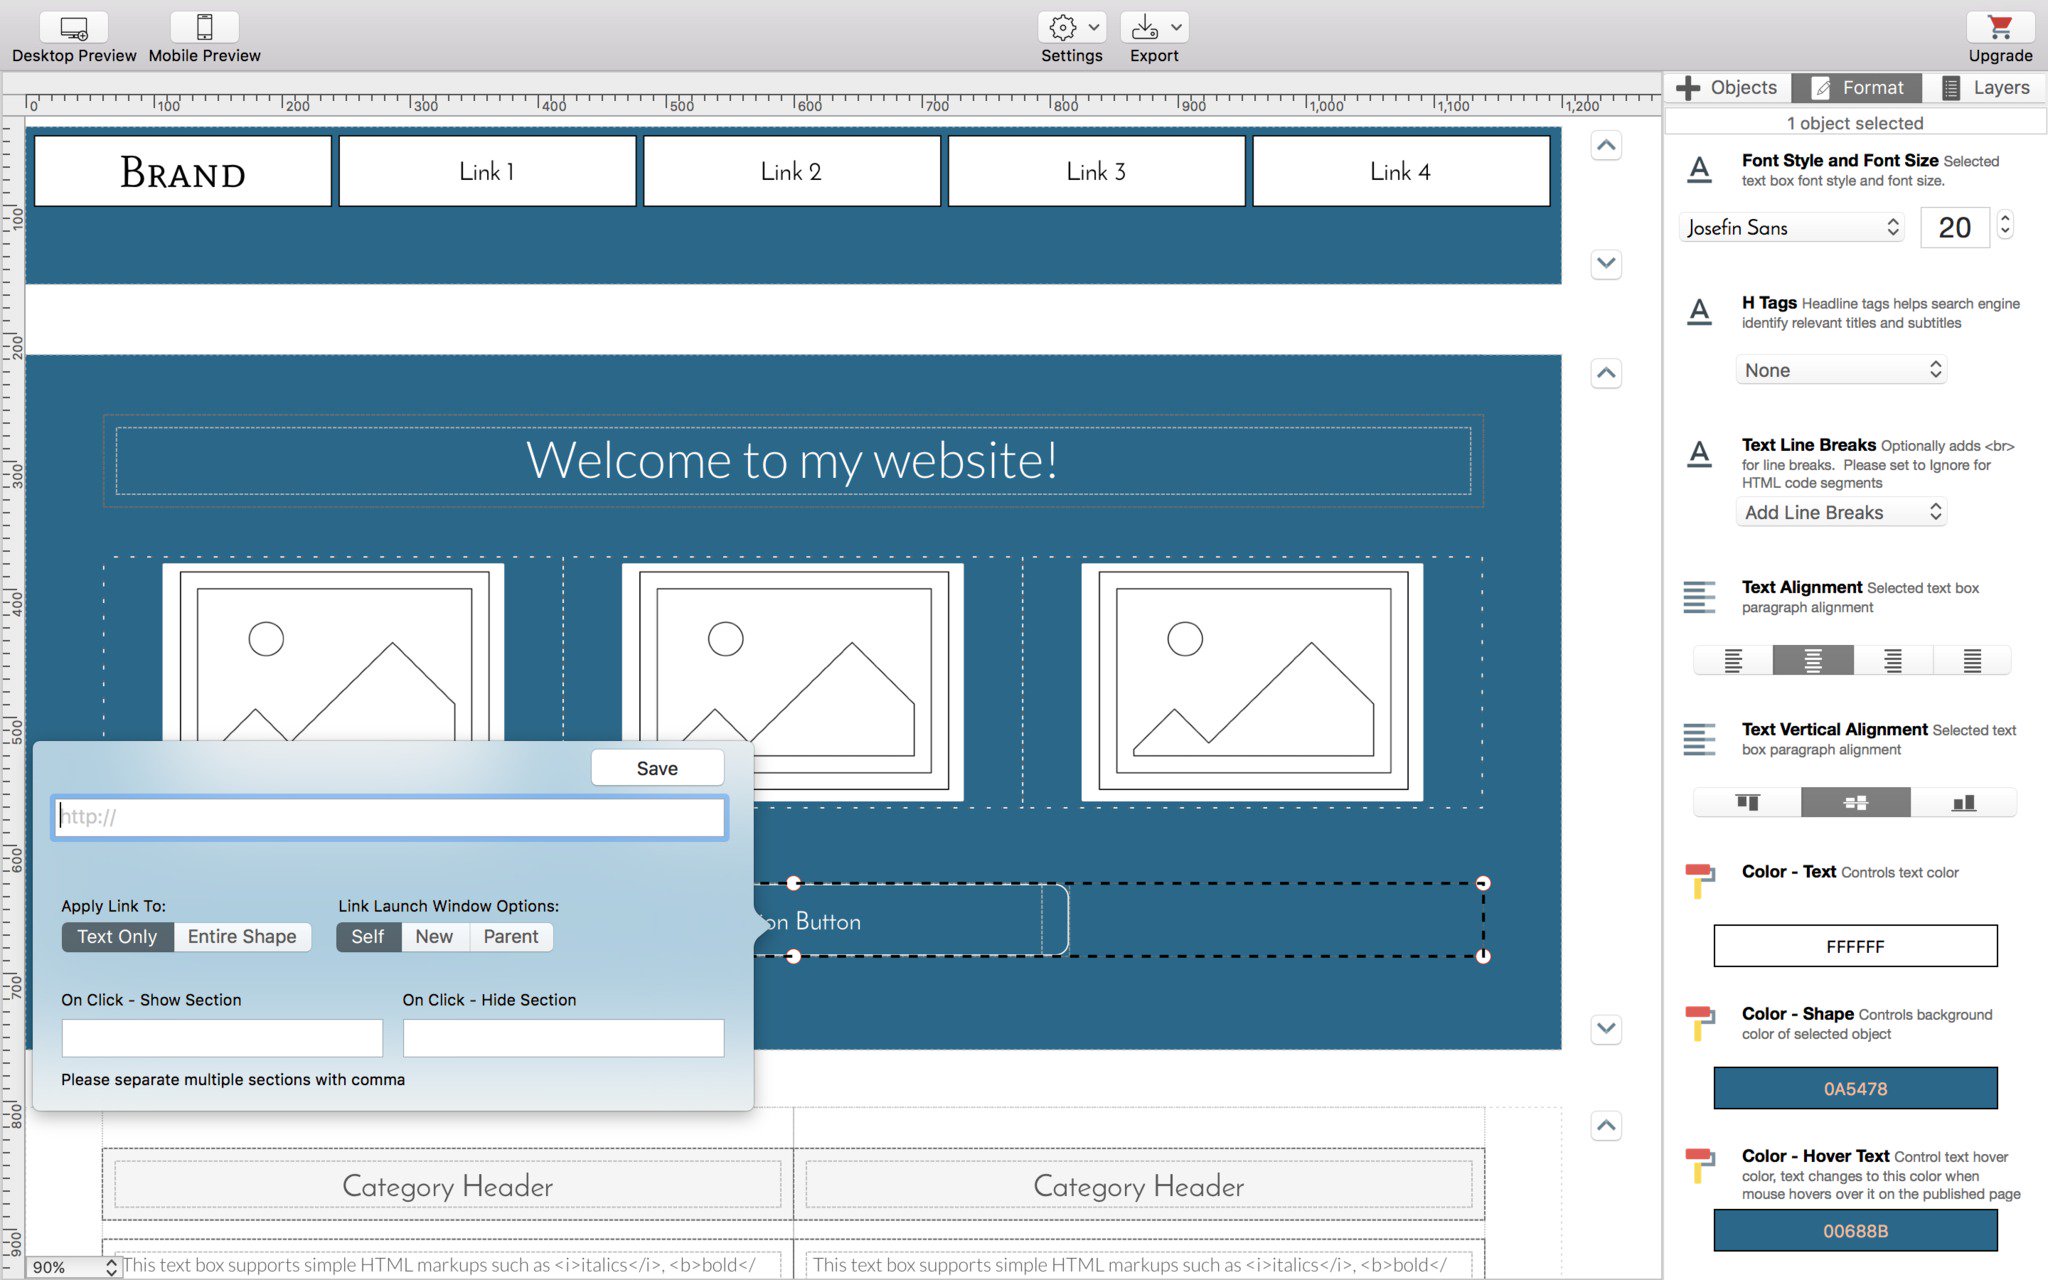 Desktop Preview
Mobile Preview
Settings
Export
Upgrade
0 100 200 300 400 500 600 700 800 900 1,000 1,100 1,200
Objects
Format
Layers
1 object selected
BRAND
Link 1
Link 2
Link 3
Link 4
100
200
300
400
500
600
700
800
900
Welcome to my website!
Save
http://
Apply Link To:
Text Only
Entire Shape
Link Launch Window Options:
Self
New
Parent
On Click - Show Section
On Click - Hide Section
Please separate multiple sections with comma
on Button
Category Header
Category Header
This text box supports simple HTML markups such as <i>italics</i>, <b>bold</
This text box supports simple HTML markups such as <i>italics</i>, <b>bold</
90%
Font Style and Font Size Selected
text box font style and font size.
Josefin Sans
20
H Tags Headline tags helps search engine
identify relevant titles and subtitles
None
Text Line Breaks Optionally adds <br>
for line breaks. Please set to Ignore for
HTML code segments
Add Line Breaks
Text Alignment Selected text box
paragraph alignment
Text Vertical Alignment Selected text
box paragraph alignment
Color - Text Controls text color
FFFFFF
Color - Shape Controls background
color of selected object
0A5478
Color - Hover Text Control text hover
color, text changes to this color when
mouse hovers over it on the published page
00688B